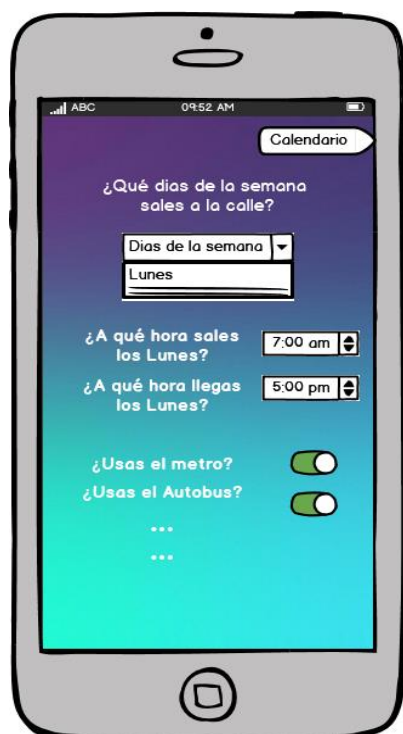 ABC 09:52 AM
Calendario
¿Qué dias de la semana
sales a la calle?
Dias de la semana
Lunes
¿A qué hora sales
los Lunes?
7:00 am
¿A qué hora llegas
los Lunes?
5:00 pm
¿Usas el metro?
¿Usas el Autobus?
...
...